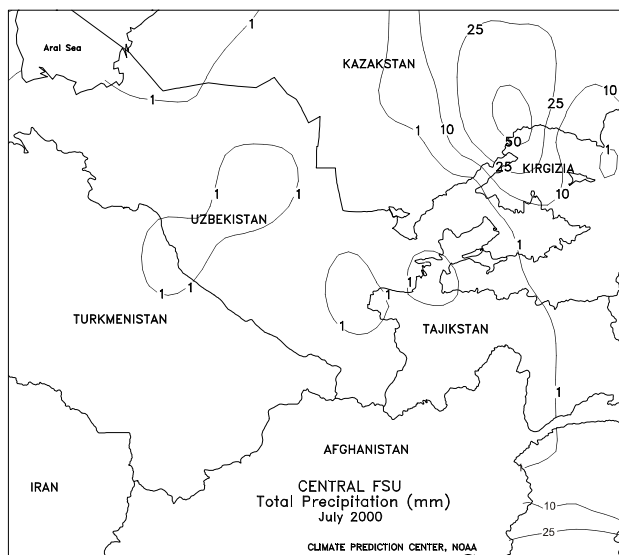 1
25
Aral Sea
KAZAKSTAN
10
1
25
1
10
50
1
25
KIRGIZIA
1
1
10
UZBEKISTAN
1
1
1
1
1
1
TURKMENISTAN
1
TAJIKSTAN
1
AFGHANISTAN
IRAN
CENTRAL FSU
Total Precipitation (mm)
July 2000
10
25
CLIMATE PREDICTION CENTER, NOAA